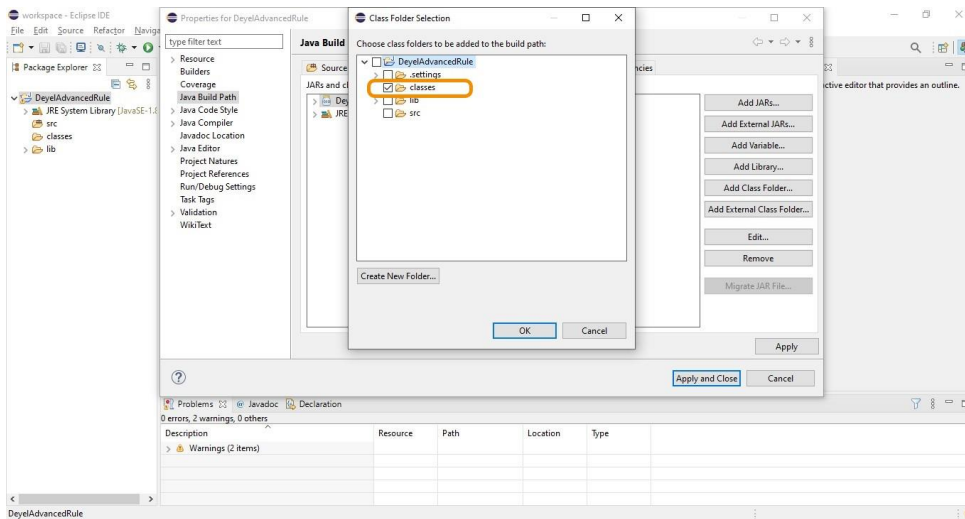 workspace - Eclipse IDE
File Edit Source Refactor Naviga
Package Explorer
DeyelAdvancedRule
JRE System Library [JavaSE-1.8
src
classes
lib
DeyelAdvancedRule
Properties for DeyelAdvancedRule
type filter text
Resource
Builders
Coverage
Java Build Path
Java Code Style
Java Compiler
Javadoc Location
Java Editor
Project Natures
Project References
Run/Debug Settings
Task Tags
Validation
WikiText
Java Build
Source
JARs and cl
Dey
JRE
ncies
Class Folder Selection
Choose class folders to be added to the build path:
DeyelAdvancedRule
.settings
classes
lib
src
Create New Folder...
OK Cancel
Add JARs...
Add External JARs...
Add Variable...
Add Library...
Add Class Folder...
Add External Class Folder...
Edit...
Remove
Migrate JAR File...
Apply
Apply and Close Cancel
ctive editor that provides an outline.
Problems @ Javadoc Declaration
0 errors, 2 warnings, 0 others
Description Resource Path Location Type
Warnings (2 items)